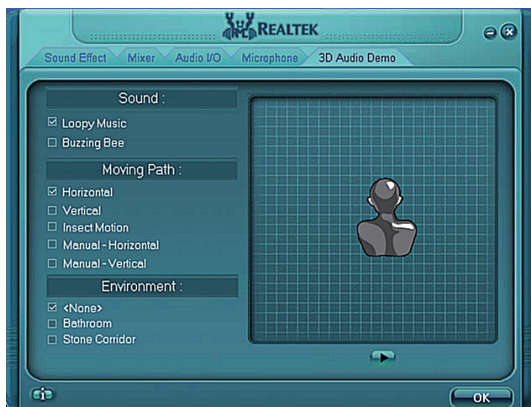 REALTEK
Sound Effect Mixer Audio I/O Microphone 3D Audio Demo
Sound :
Loopy Music
Buzzing Bee
Moving Path :
Horizontal
Vertical
Insect Motion
Manual - Horizontal
Manual - Vertical
Environment :
<None>
Bathroom
Stone Corridor
i
OK